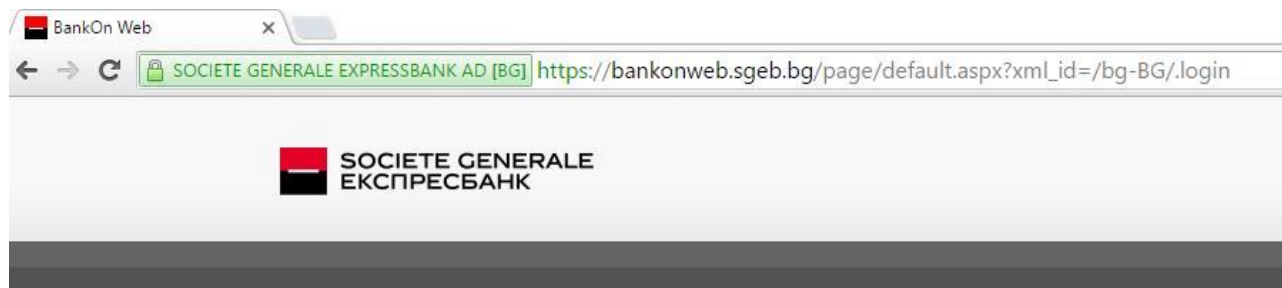 BankOn Web
SOCIETE GENERALE EXPRESSBANK AD [BG] https://bankonweb.sgeb.bg/page/default.aspx?xml_id=/bg-BG/.login
SOCIETE GENERALE
ЕКСПРЕСБАНК